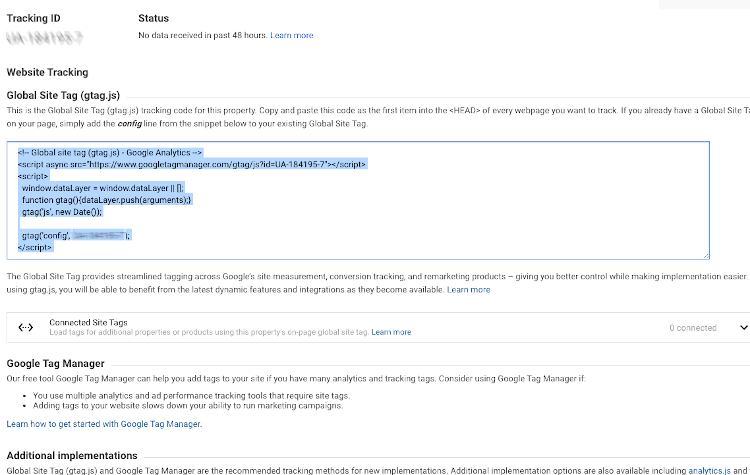 Tracking ID
Status
No data received in past 48 hours. Learn more
Website Tracking
Global Site Tag (gtag.js)
This is the Global Site Tag (gtag.js) tracking code for this property. Copy and paste this code as the first item into the <HEAD> of every webpage you want to track. If you already have a Global Site
on your page, simply add the config line from the snippet below to your existing Global Site Tag.
<!-- Global site tag (gtag.js) - Google Analytics -->
<script async src="https://www.googletagmanager.com/gtag/js?id=UA-184195-7"></script>
<script>
window.dataLayer = window.dataLayer || [];
function gtag(){dataLayer.push(arguments);}
gtag('js', new Date());
gtag('config', );
</script>
The Global Site Tag provides streamlined tagging across Google's site measurement, conversion tracking, and remarketing products – giving you better control while making implementation easier.
using gtag.js, you will be able to benefit from the latest dynamic features and integrations as they become available. Learn more
Connected Site Tags
Load tags for additional properties or products using this property's on-page global site tag. Learn more
0 connected
Google Tag Manager
Our free tool Google Tag Manager can help you add tags to your site if you have many analytics and tracking tags. Consider using Google Tag Manager if:
• You use multiple analytics and ad performance tracking tools that require site tags.
• Adding tags to your website slows down your ability to run marketing campaigns.
Learn how to get started with Google Tag Manager.
Additional implementations
Global Site Tag (gtag.js) and Google Tag Manager are the recommended tracking methods for new implementations. Additional implementation options are also available including analytics.js and